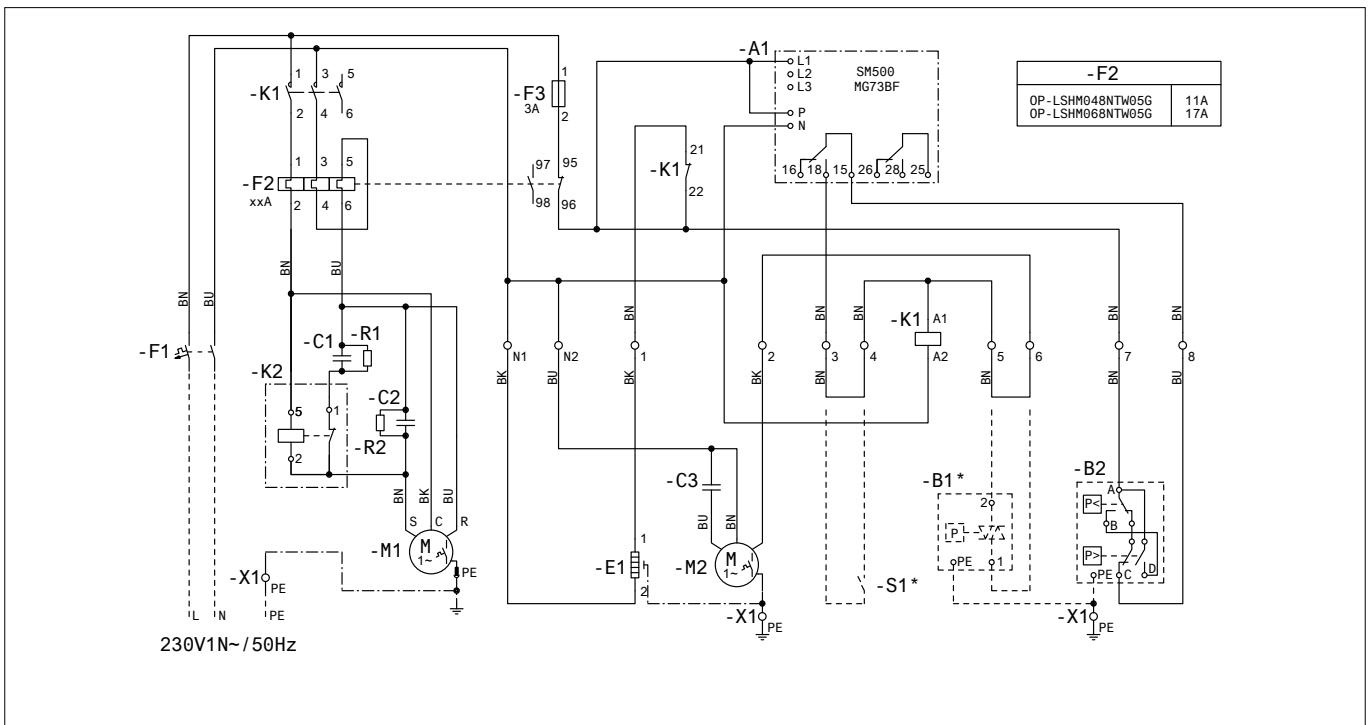 -A1
L1
L2
L3
P
N
SM500
MG73BF
16 18 15 26 28 25
-F2
OP-LSHM048NTW05G 11A
OP-LSHM068NTW05G 17A
-K1
1 3 5
2 4 6
-F3
3A
1
2
-F2
xxA
1 3 5
2 4 6
97 95
98 96
-K1
21
22
BN BU
BN BU
-F1
-K2
5 1
2
-C1 -R1
-C2
-R2
BN BK BU
S C R
-M1
M
1~
PE
-X1
PE
L N PE
230V1N~/50Hz
N1 N2 1 2 3 4 5 6 7 8
BN BN BN BN BN BN
BK BU BK BK BN BN BN BU
-K1
A1
A2
-C3
BU BN
-M2
M
1~
-E1
1
2
-X1
PE
-S1*
-B1*
2
P
PE 1
-B2
A
P<
B
P>
PE C D
-X1
PE